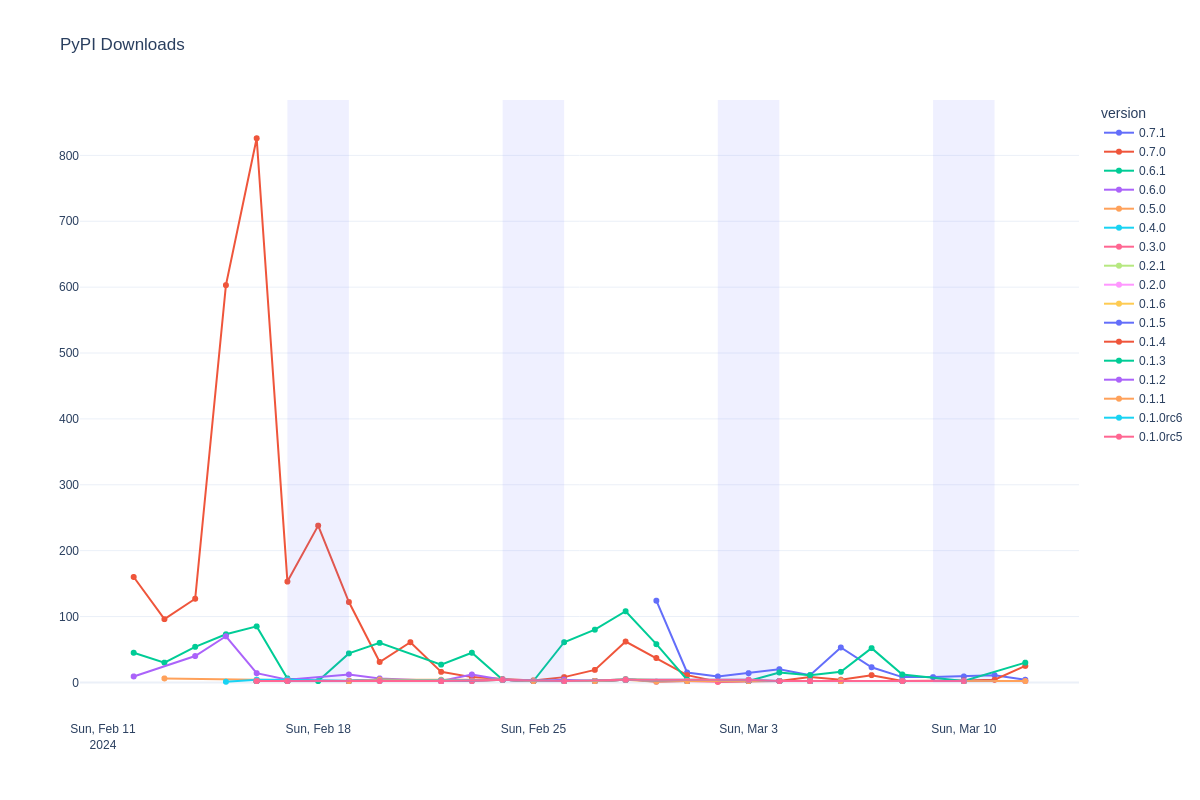 PyPI Downloads
version
0.7.1
0.7.0
0.6.1
0.6.0
0.5.0
0.4.0
0.3.0
0.2.1
0.2.0
0.1.6
0.1.5
0.1.4
0.1.3
0.1.2
0.1.1
0.1.0rc6
0.1.0rc5
800
700
600
500
400
300
200
100
0
Sun, Feb 11
2024
Sun, Feb 18
Sun, Feb 25
Sun, Mar 3
Sun, Mar 10